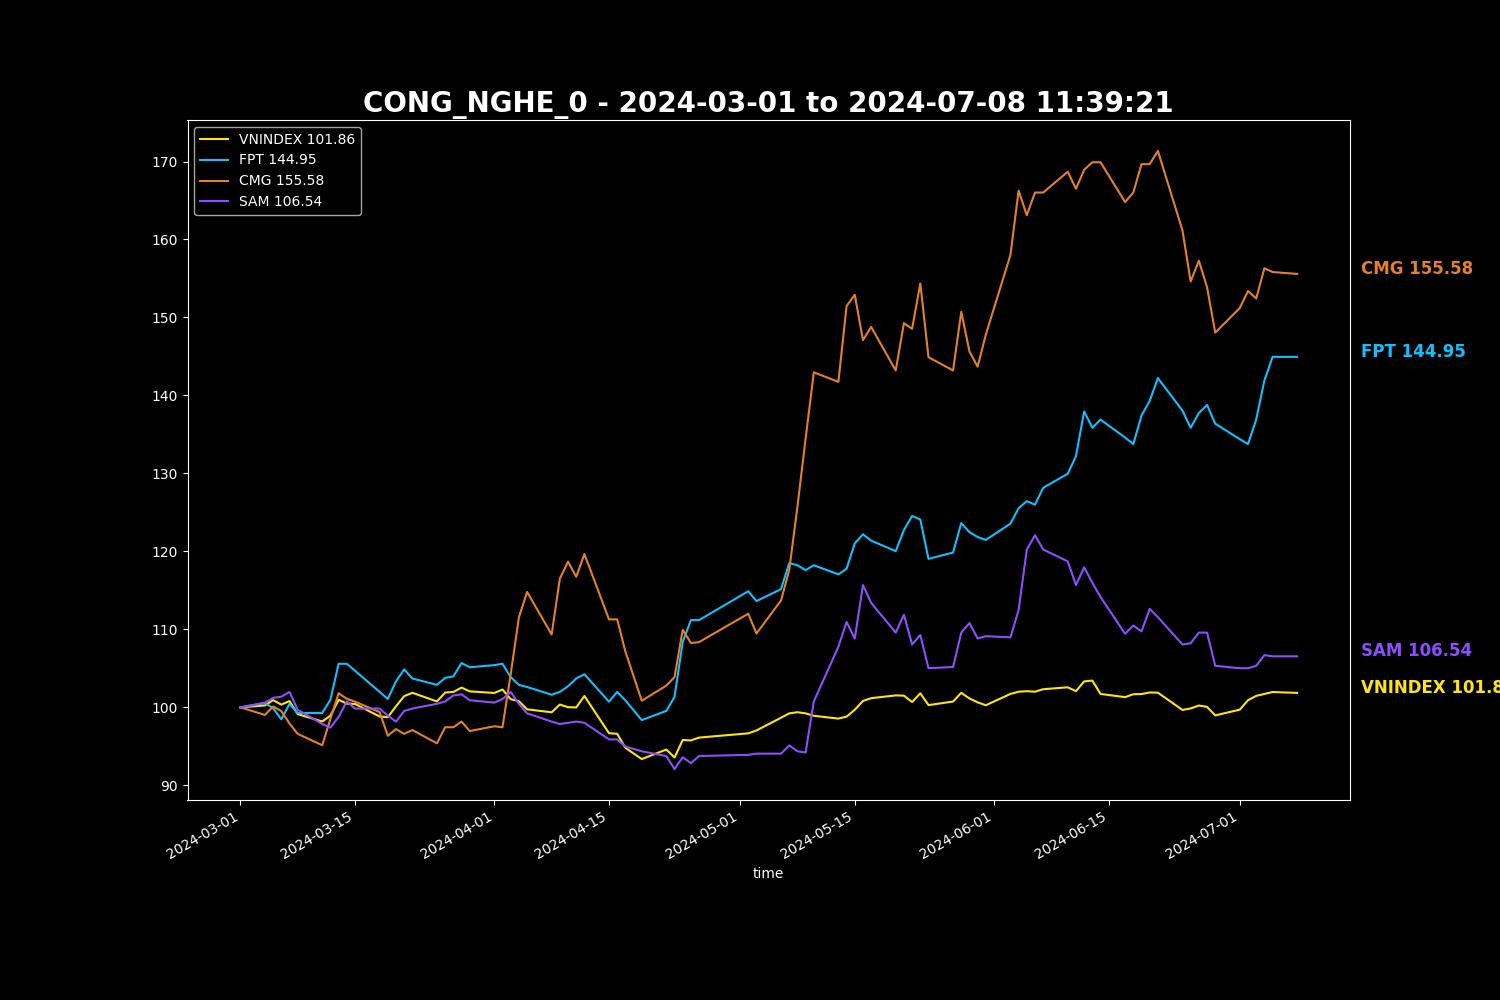 CONG_NGHE_0 - 2024-03-01 to 2024-07-08 11:39:21
VNINDEX 101.86
FPT 144.95
CMG 155.58
SAM 106.54
170
160
150
140
130
120
110
100
90
CMG 155.58
FPT 144.95
SAM 106.54
VNINDEX 101.8
2024-03-01
2024-03-15
2024-04-01
2024-04-15
2024-05-01
2024-05-15
2024-06-01
2024-06-15
2024-07-01
time